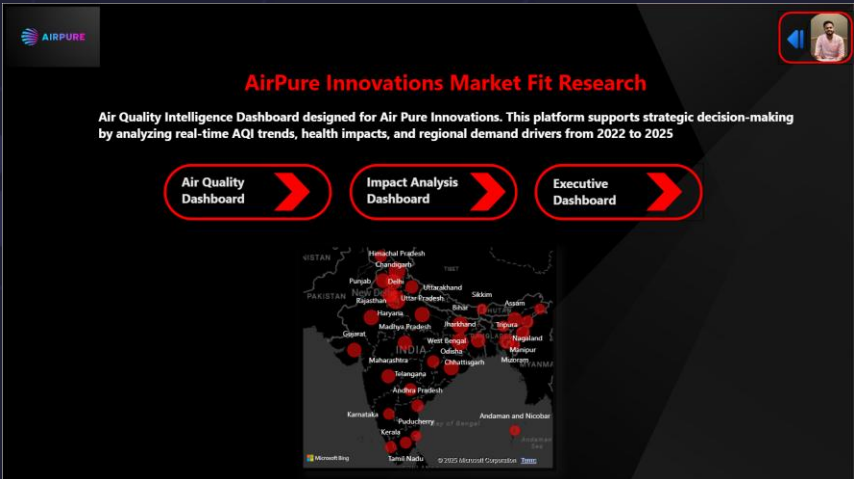 AIRPURE
AirPure Innovations Market Fit Research
Air Quality Intelligence Dashboard designed for Air Pure Innovations. This platform supports strategic decision-making
by analyzing real-time AQI trends, health impacts, and regional demand drivers from 2022 to 2025
Air Quality
Dashboard
Impact Analysis
Dashboard
Executive
Dashboard
Himachal Pradesh
Chandigarh
TIBET
Punjab
Delhi
Uttarakhand
PAKISTAN
New
Sikkim
Rajasthan
Uttar Pradesh
Bihar
Assam
Haryana
Jharkhand
Tripura
Madhya Pradesh
Gujarat
West Bengal
Nagaland
INDIA
Odisha
Manipur
Maharashtra
Chhattisgarh
Mizoram
Telangana
Andhra Pradesh
Karnataka
Puducherry
Andaman and Nicobar
Kerala
Andaman
Sea
Tamil Nadu
Microsoft Bing
© 2025 Microsoft Corporation
Terms